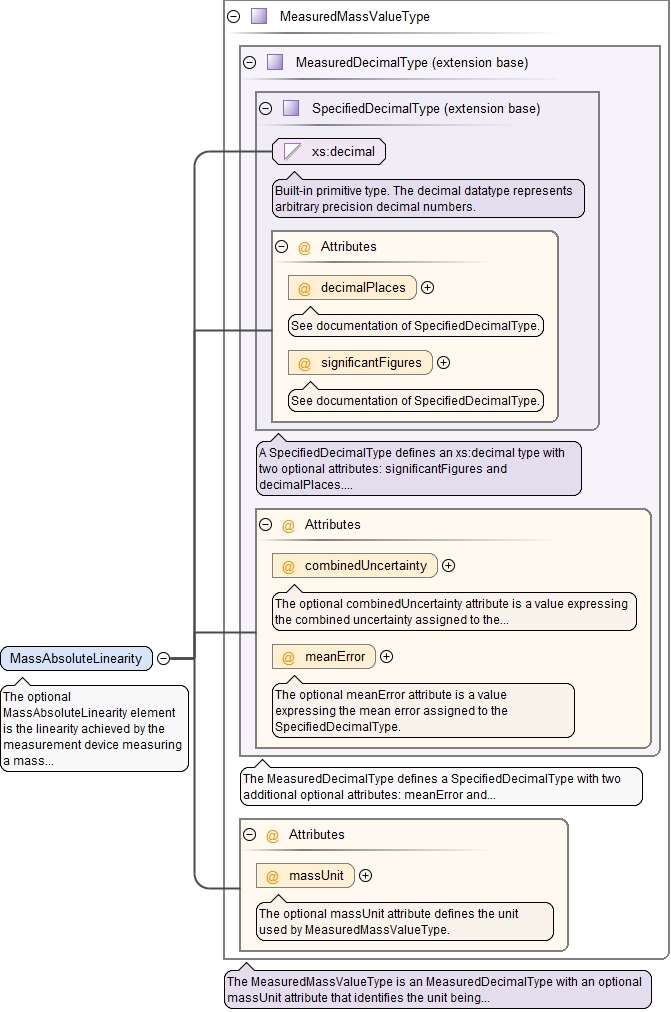 MeasuredMassValueType
MeasuredDecimalType (extension base)
SpecifiedDecimalType (extension base)
xs:decimal
Built-in primitive type. The decimal datatype represents
arbitrary precision decimal numbers.
@ Attributes
@ decimalPlaces
See documentation of SpecifiedDecimalType.
@ significantFigures
See documentation of SpecifiedDecimalType.
A SpecifiedDecimalType defines an xs:decimal type with
two optional attributes: significantFigures and
decimalPlaces....
@ Attributes
@ combinedUncertainty
The optional combinedUncertainty attribute is a value expressing
the combined uncertainty assigned to the...
@ meanError
The optional meanError attribute is a value
expressing the mean error assigned to the
SpecifiedDecimalType.
MassAbsoluteLinearity
The optional
MassAbsoluteLinearity element
is the linearity achieved by the
measurement device measuring
a mass...
The MeasuredDecimalType defines a SpecifiedDecimalType with two
additional optional attributes: meanError and...
@ Attributes
@ massUnit
The optional massUnit attribute defines the unit
used by MeasuredMassValueType.
The MeasuredMassValueType is an MeasuredDecimalType with an optional
massUnit attribute that identifies the unit being...